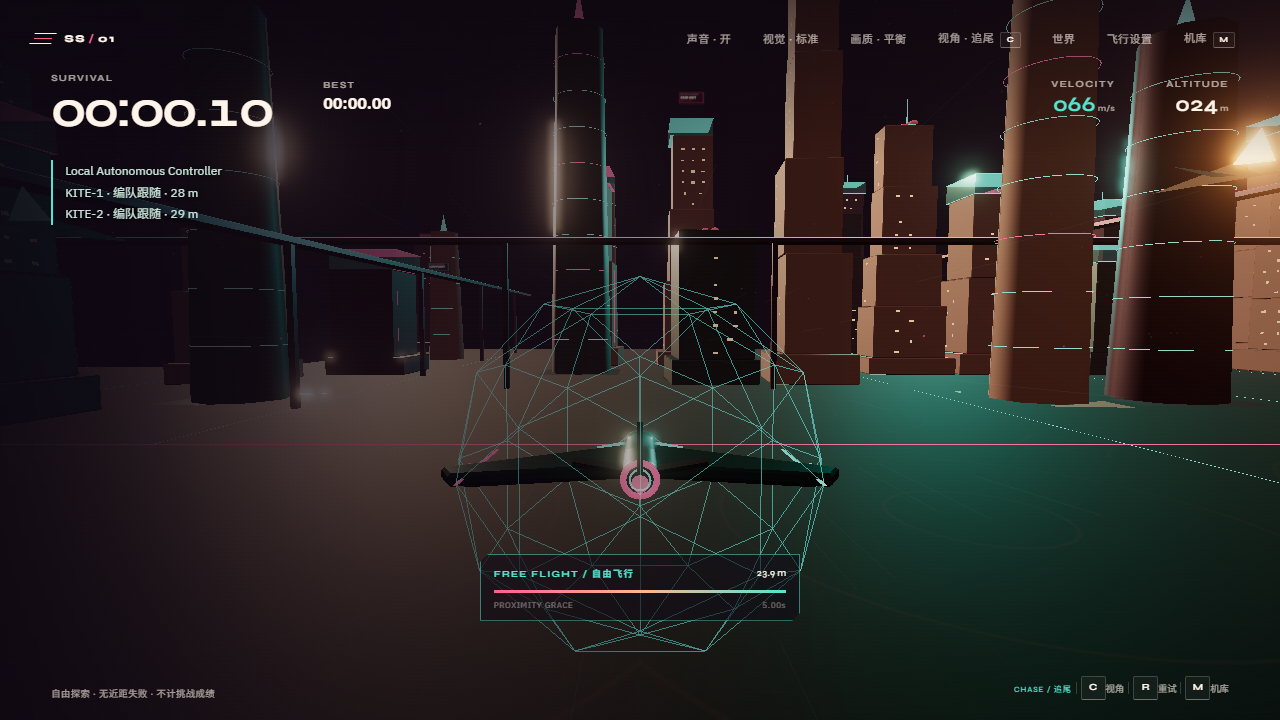 SS / 01
声音 · 开
视觉 · 标准
画质 · 平衡
视角 · 追尾 C
世界
飞行设置
机库 M
SURVIVAL
00:00.10
BEST
00:00.00
VELOCITY
066 m/s
ALTITUDE
024 m
Local Autonomous Controller
KITE-1 · 编队跟随 · 28 m
KITE-2 · 编队跟随 · 29 m
FREE FLIGHT / 自由飞行
23.9 m
PROXIMITY GRACE
5.00s
自由探索 · 无近距失败 · 不计挑战成绩
CHASE / 追尾
C 视角
R 重试
M 机库